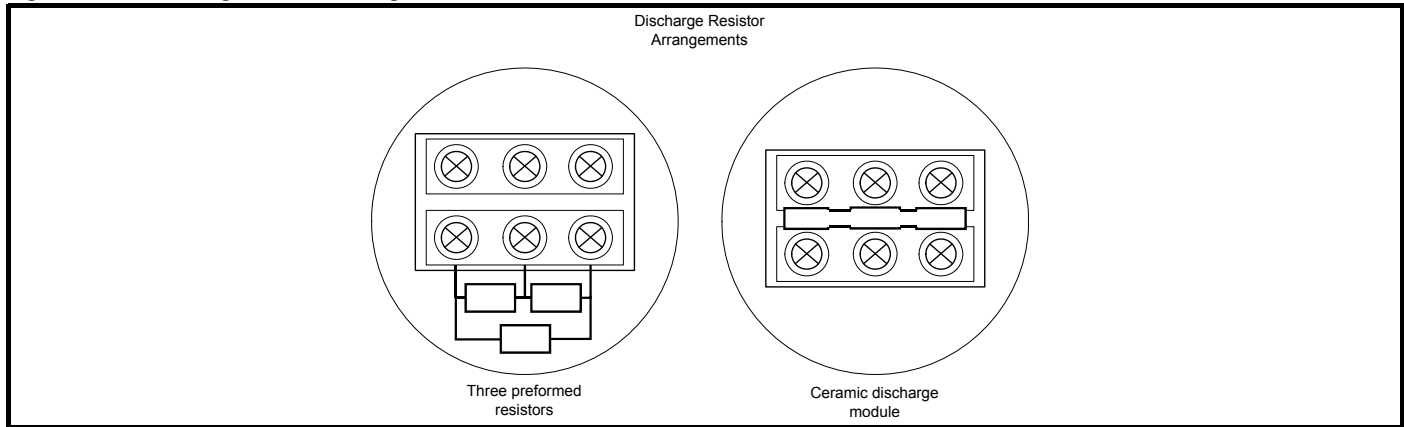 Discharge Resistor
Arrangements
Three preformed
resistors
Ceramic discharge
module